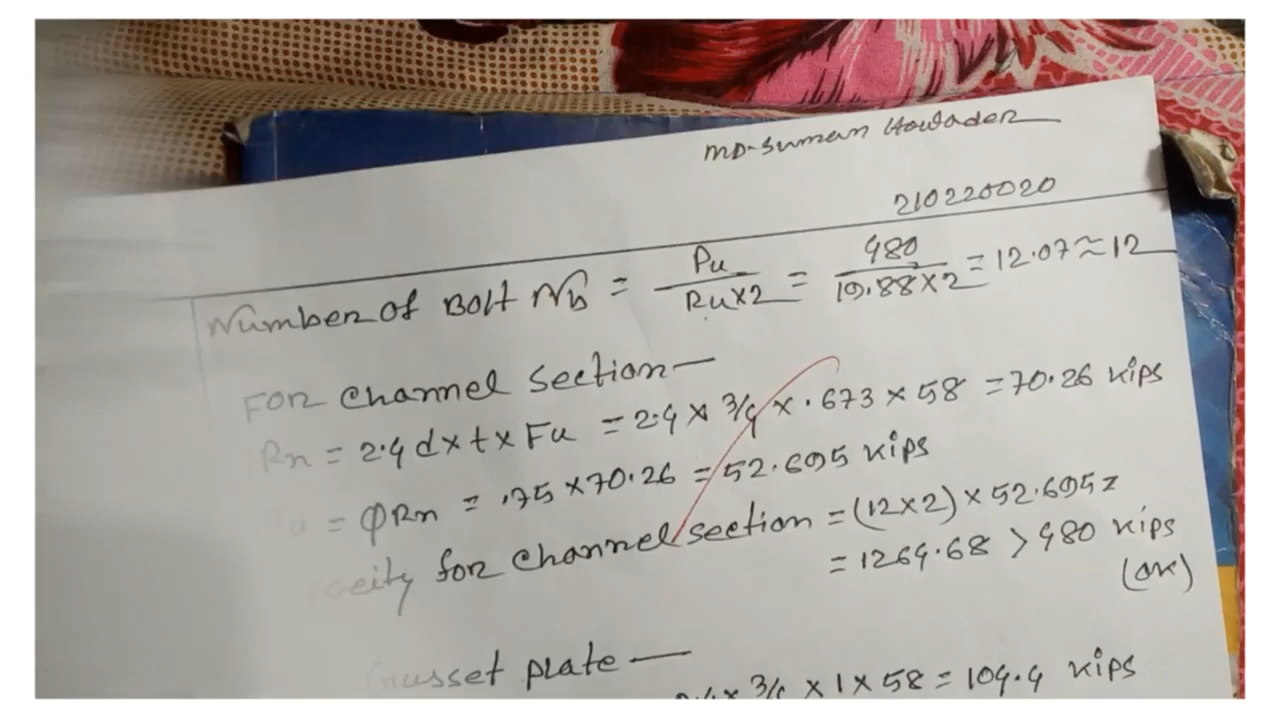 MD-Suman Howlader
210220020
Number of Bolt Nb = Pu / Ru×2 = 480 / 19.88×2 = 12.07 ≈ 12
For channel section —
Rn = 2.4 d×t×Fu = 2.4 × 3/4 × .673 × 58 = 70.26 kips
= φRn = .75 × 70.26 = 52.695 kips
for channel section = (12×2) × 52.695 =
= 1264.68 > 480 kips
(OK)
Gusset plate —
× 3/4 × 1 × 58 = 104.4 kips